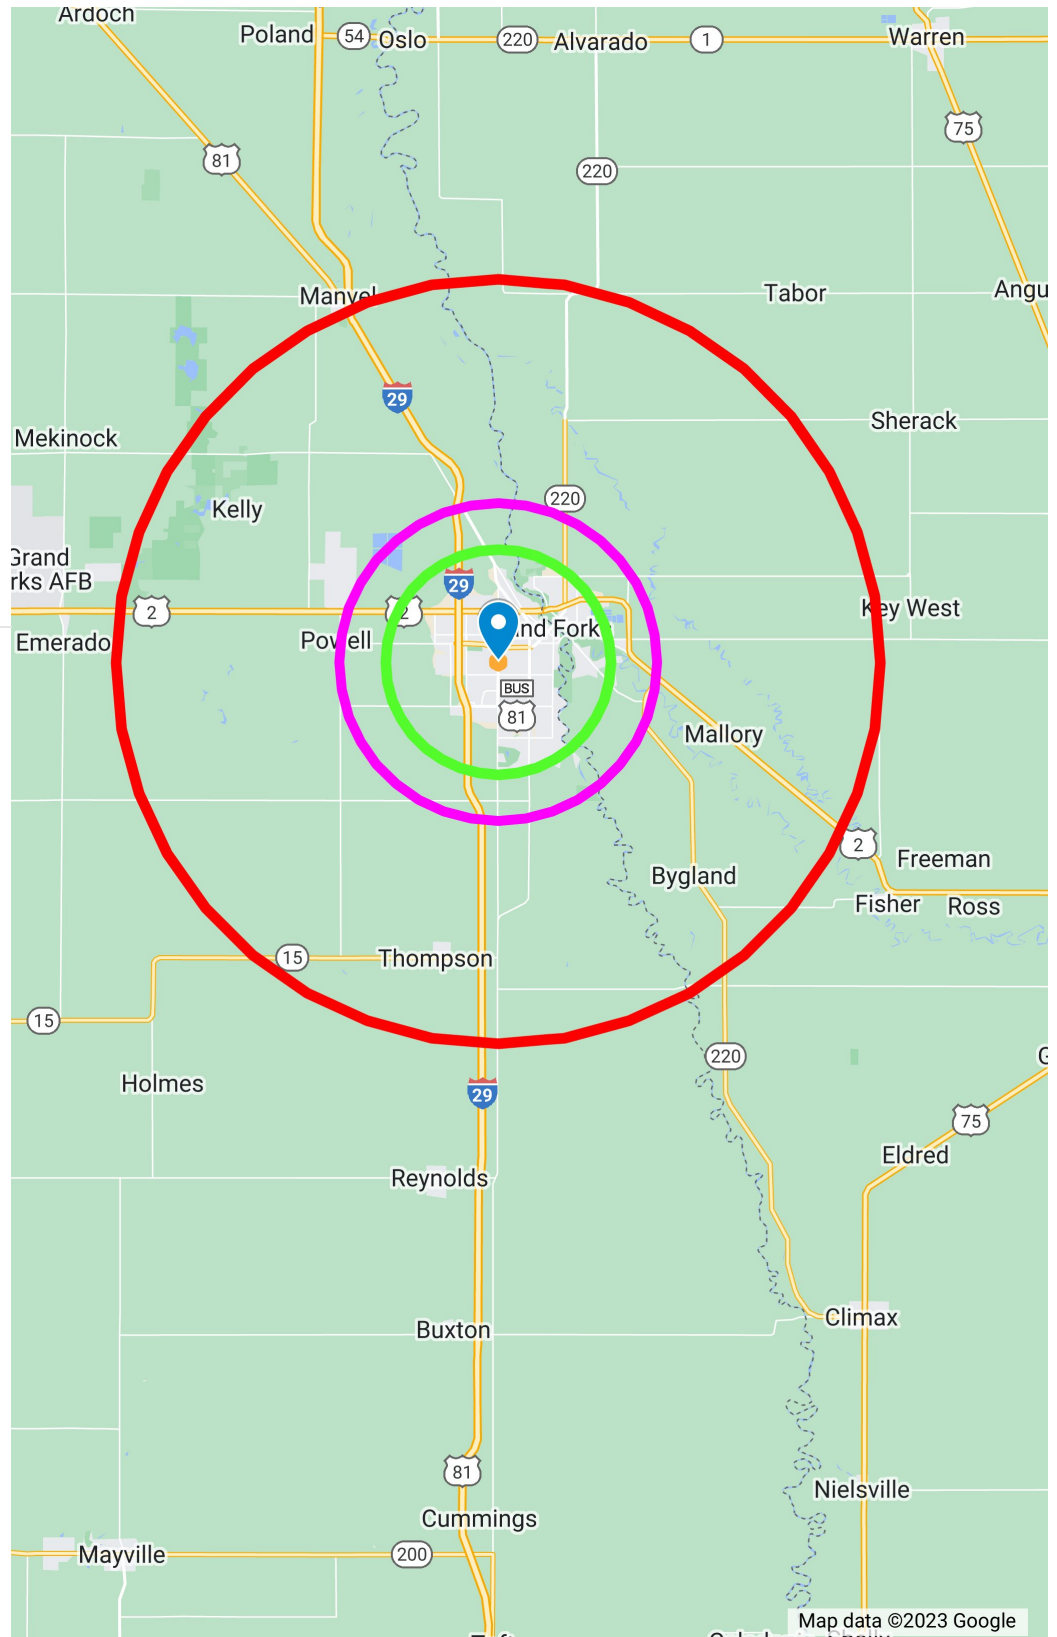 Ardoch
Poland
54
Oslo
220
Alvarado
1
Warren
81
75
220
Manvel
Tabor
29
Mekinock
Sherack
Kelly
220
Grand
rks AFB
29
2
2
Key West
Emerado
Powell
nd Fork
BUS
81
Mallory
2
Freeman
Bygland
Fisher
Ross
Thompson
15
15
220
Holmes
29
75
Eldred
Reynolds
Climax
Buxton
81
Nielsville
Cummings
Mayville
200
Map data ©2023 Google